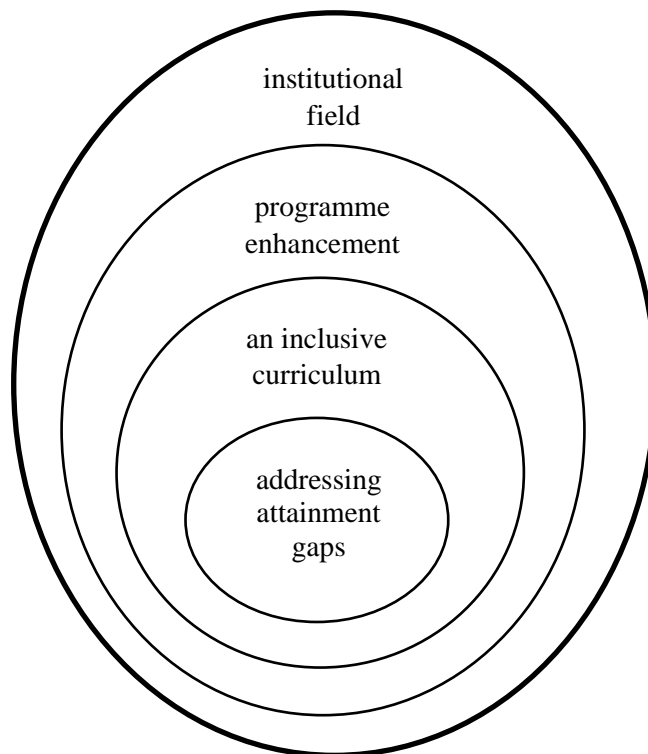 institutional
field
programme
enhancement
an inclusive
curriculum
addressing
attainment
gaps